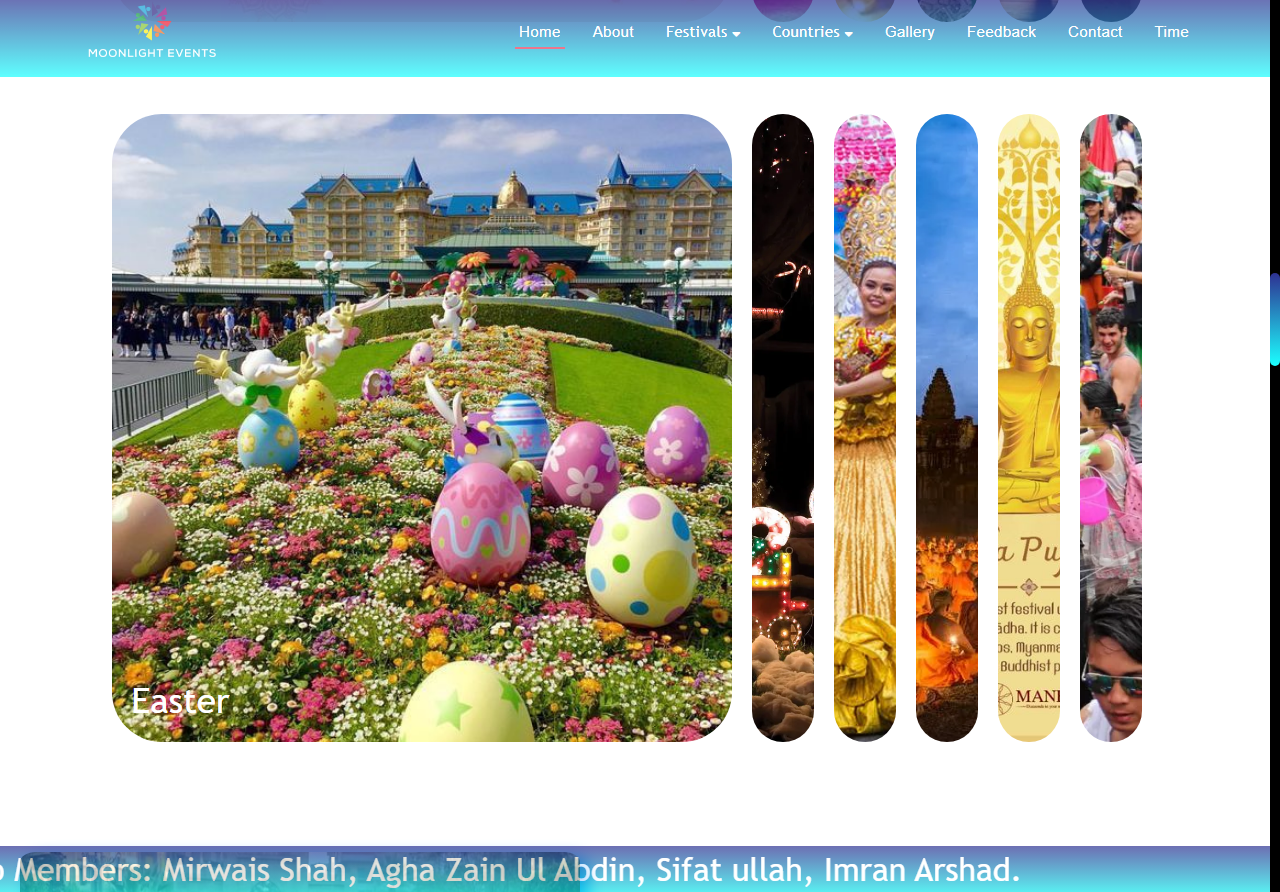 MOONLIGHT EVENTS
Home About Festivals Countries Gallery Feedback Contact Time
Easter
MANI
Members: Mirwais Shah, Agha Zain Ul Abdin, Sifat ullah, Imran Arshad.